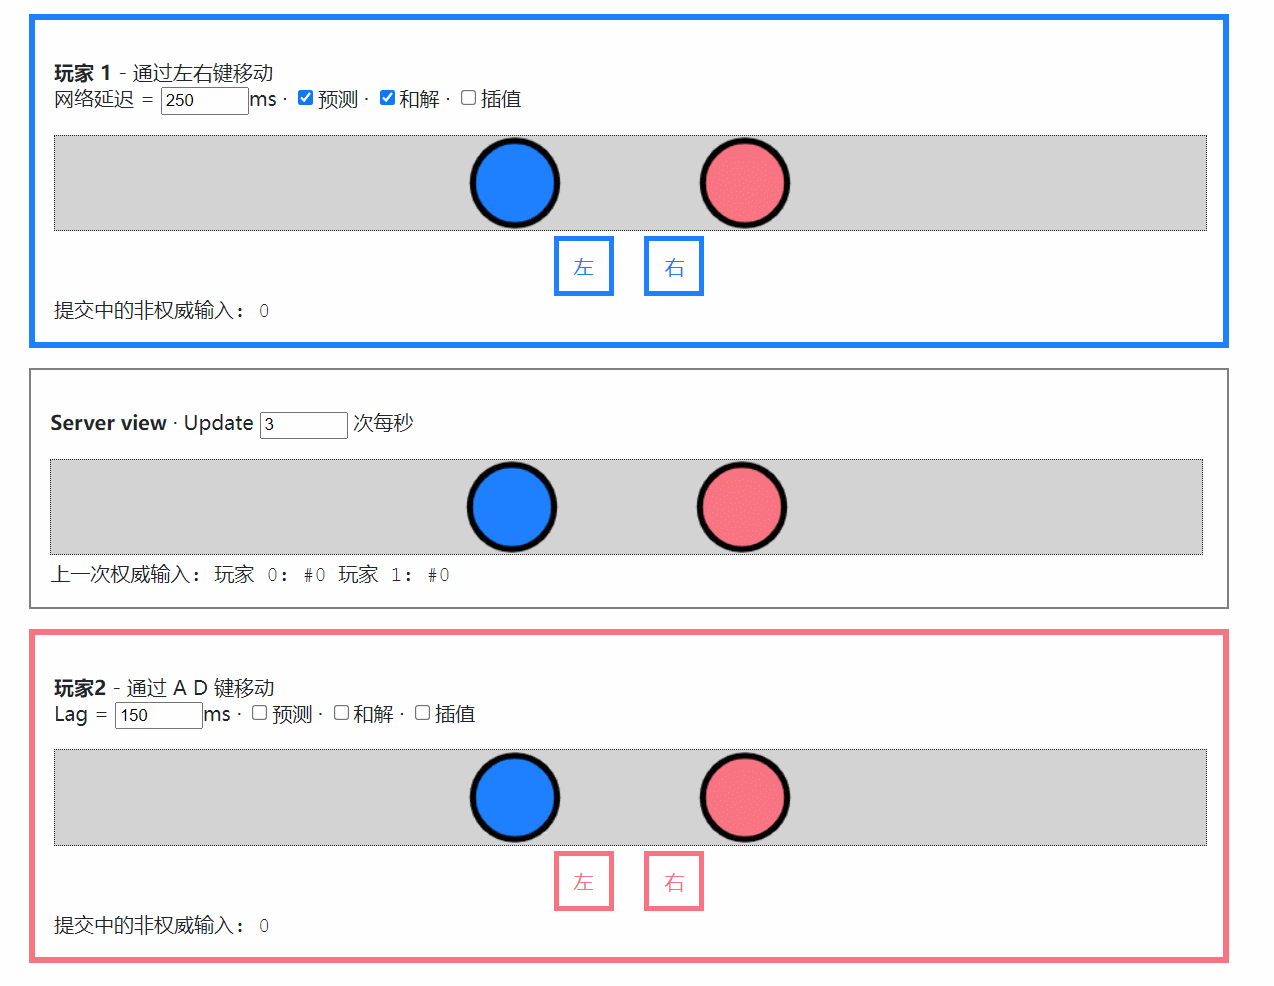 玩家 1 - 通过左右键移动
网络延迟 = 250 ms · 预测 · 和解 · 插值
左 右
提交中的非权威输入: 0
Server view · Update 3 次每秒
上一次权威输入: 玩家 0: #0 玩家 1: #0
玩家2 - 通过 A D 键移动
Lag = 150 ms · 预测 · 和解 · 插值
左 右
提交中的非权威输入: 0